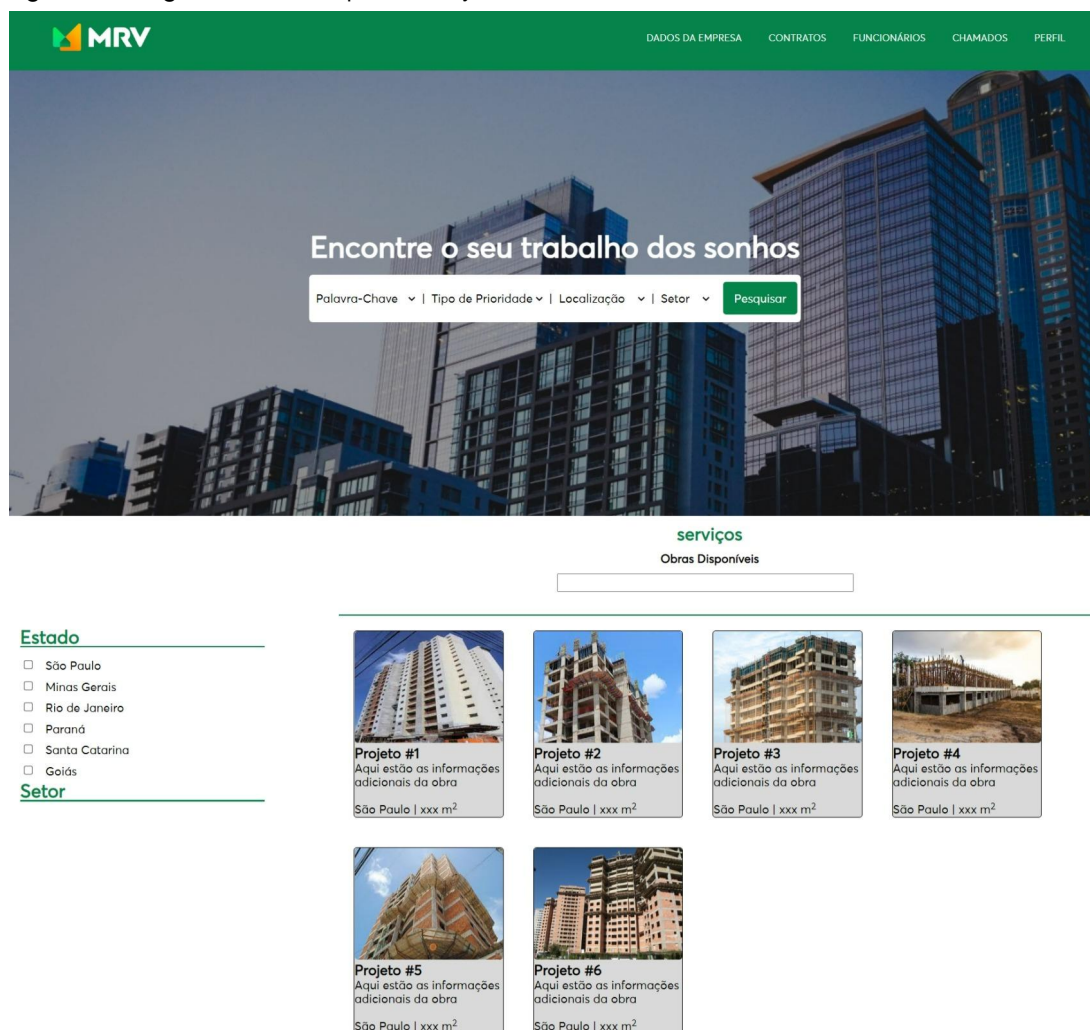 MRV
DADOS DA EMPRESA CONTRATOS FUNCIONÁRIOS CHAMADOS PERFIL
Encontre o seu trabalho dos sonhos
Palavra-Chave | Tipo de Prioridade | Localização | Setor Pesquisar
serviços
Obras Disponíveis
Estado
São Paulo
Minas Gerais
Rio de Janeiro
Paraná
Santa Catarina
Goiás
Setor
Projeto #1
Aqui estão as informações
adicionais da obra
São Paulo | xxx m²
Projeto #2
Aqui estão as informações
adicionais da obra
São Paulo | xxx m²
Projeto #3
Aqui estão as informações
adicionais da obra
São Paulo | xxx m²
Projeto #4
Aqui estão as informações
adicionais da obra
São Paulo | xxx m²
Projeto #5
Aqui estão as informações
adicionais da obra
São Paulo | xxx m²
Projeto #6
Aqui estão as informações
adicionais da obra
São Paulo | xxx m²